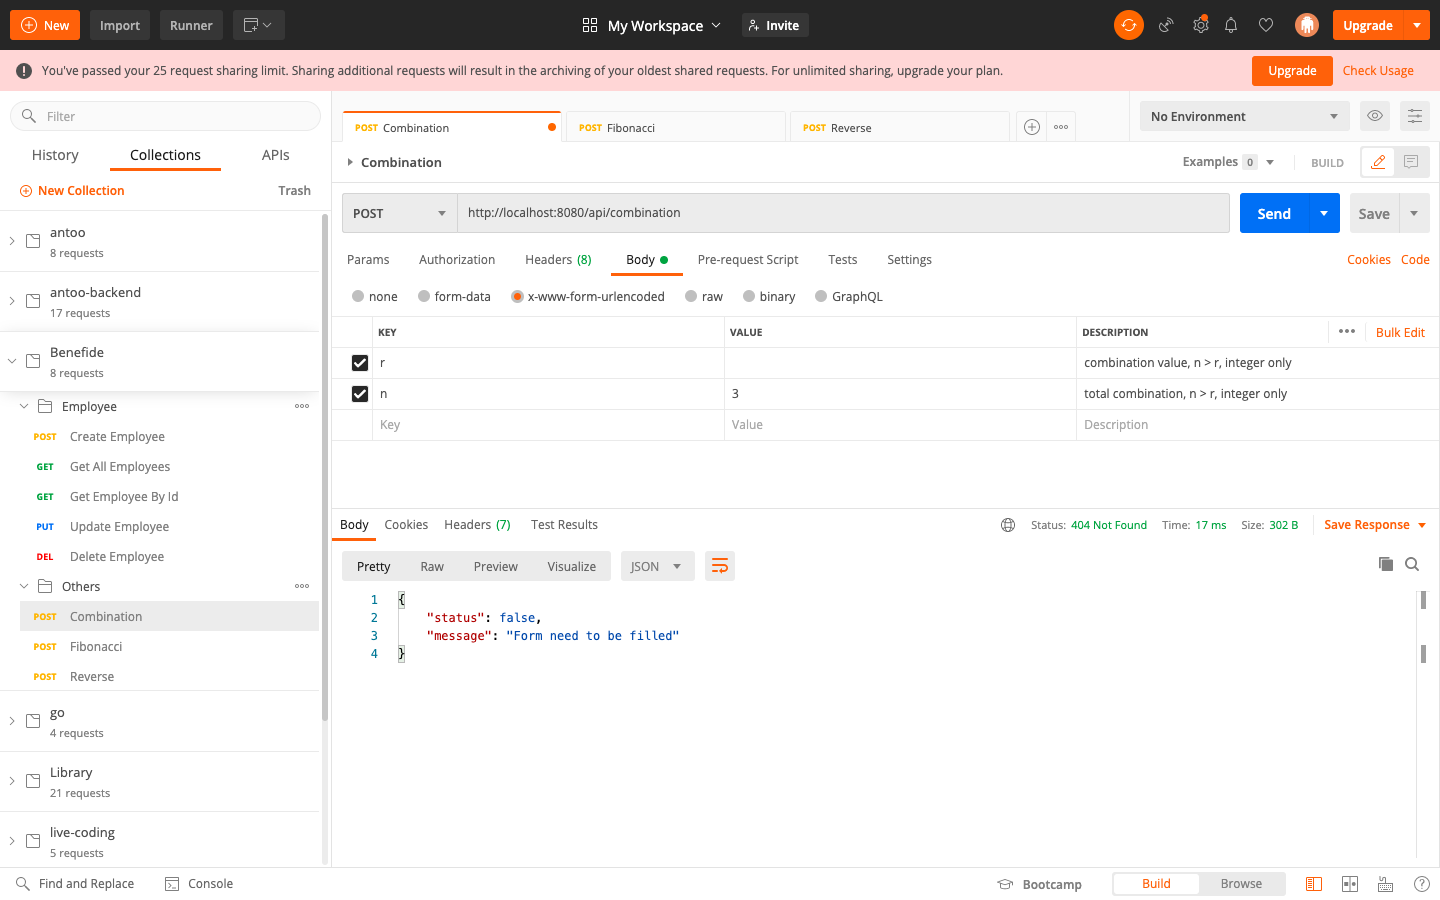 New Import Runner My Workspace Invite Upgrade
You've passed your 25 request sharing limit. Sharing additional requests will result in the archiving of your oldest shared requests. For unlimited sharing, upgrade your plan. Upgrade Check Usage
Filter
History Collections APIs
New Collection Trash
antoo
8 requests
antoo-backend
17 requests
Benefide
8 requests
Employee
POST Create Employee
GET Get All Employees
GET Get Employee By Id
PUT Update Employee
DEL Delete Employee
Others
POST Combination
POST Fibonacci
POST Reverse
go
4 requests
Library
21 requests
live-coding
5 requests
POST Combination POST Fibonacci POST Reverse No Environment
Combination Examples 0 BUILD
POST http://localhost:8080/api/combination Send Save
Params Authorization Headers (8) Body Pre-request Script Tests Settings Cookies Code
none form-data x-www-form-urlencoded raw binary GraphQL
KEY VALUE DESCRIPTION Bulk Edit
r combination value, n > r, integer only
n 3 total combination, n > r, integer only
Key Value Description
Body Cookies Headers (7) Test Results Status: 404 Not Found Time: 17 ms Size: 302 B Save Response
Pretty Raw Preview Visualize JSON
1 {
2 "status": false,
3 "message": "Form need to be filled"
4 }
Find and Replace Console Bootcamp Build Browse